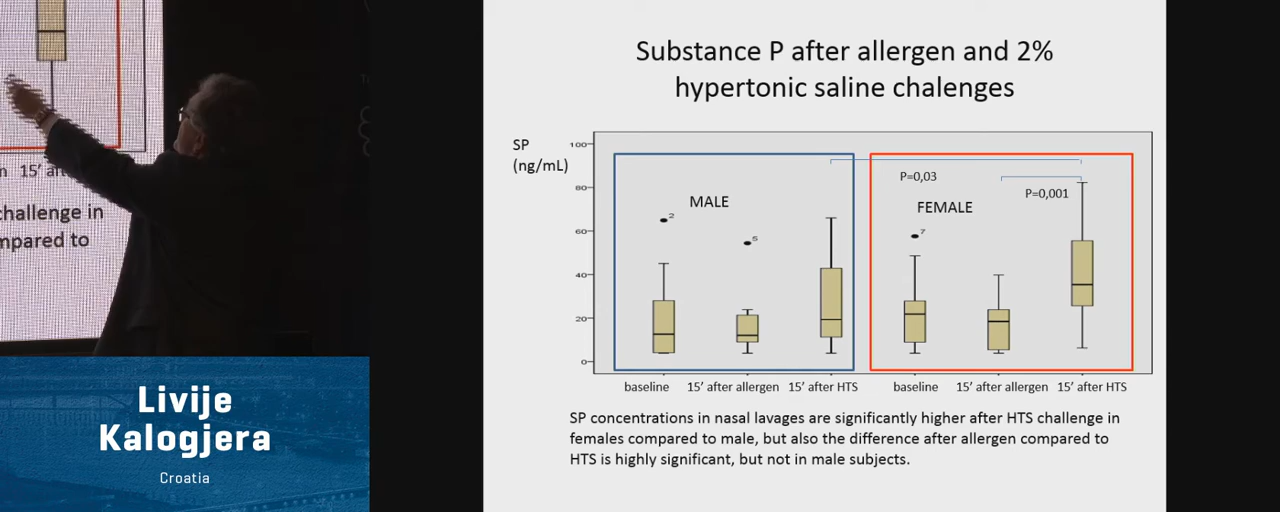 15' af
challenge in
mpared to
Livije
Kalogjera
Croatia
Substance P after allergen and 2%
hypertonic saline chalenges
SP
(ng/mL)
100
80
60
40
20
0
MALE
2
5
P=0,03
P=0,001
FEMALE
7
baseline 15' after allergen 15' after HTS baseline 15' after allergen 15' after HTS
SP concentrations in nasal lavages are significantly higher after HTS challenge in
females compared to male, but also the difference after allergen compared to
HTS is highly significant, but not in male subjects.